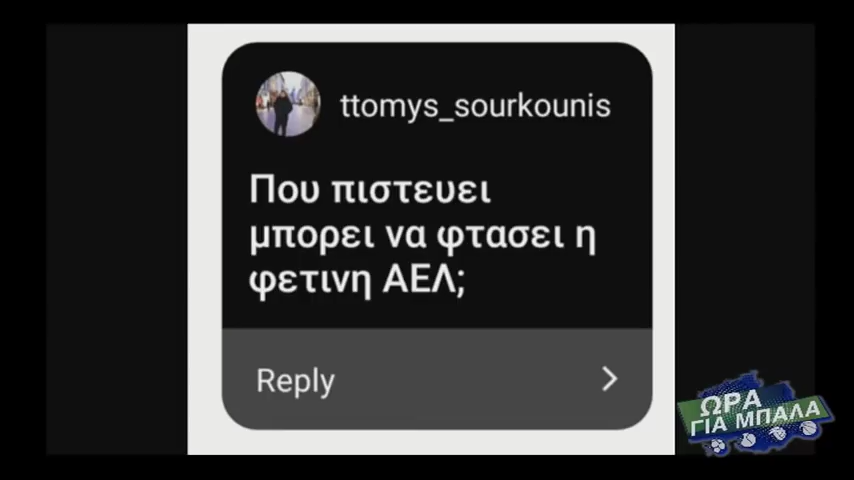 ttomys_sourkounis
Που πιστευει
μπορει να φτασει η
φετινη ΑΕΛ;
Reply
ΩΡΑ
ΓΙΑ ΜΠΑΛΑ